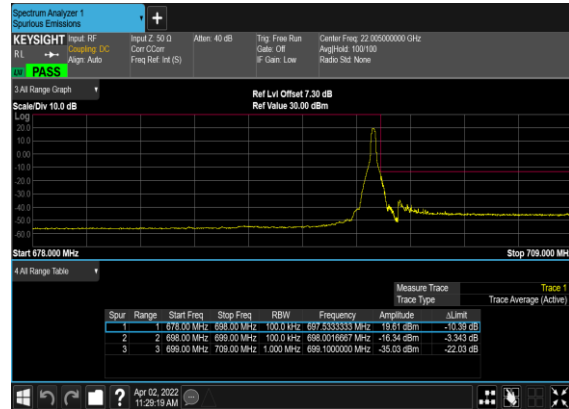 Spectrum Analyzer 1
Spurious Emissions
+
KEYSIGHT
RL
Input: RF
Coupling: DC
Align: Auto
Input Z: 50 Ω
Corr CCorr
Freq Ref: Int (S)
Atten: 40 dB
Trig: Free Run
Gate: Off
IF Gain: Low
Center Freq: 22.005000000 GHz
Avg|Hold: 100/100
Radio Std: None
LW PASS
3 All Range Graph
Scale/Div 10.0 dB
Ref Lvl Offset 7.30 dB
Ref Value 30.00 dBm
Log
20.0
10.0
0.00
-10.0
-20.0
-30.0
-40.0
-50.0
-60.0
Start 678.000 MHz
Stop 709.000 MH
4 All Range Table
Measure Trace Trace 1
Trace Type Trace Average (Active)
Spur Range Start Freq Stop Freq RBW Frequency Amplitude ΔLimit
1 1 678.00 MHz 698.00 MHz 100.0 kHz 697.5333333 MHz 19.61 dBm -10.39 dB
2 2 698.00 MHz 699.00 MHz 100.0 kHz 698.0016667 MHz -16.34 dBm -3.343 dB
3 3 699.00 MHz 709.00 MHz 1.000 MHz 699.1000000 MHz -35.03 dBm -22.03 dB
?
Apr 02, 2022
11:29:19 AM